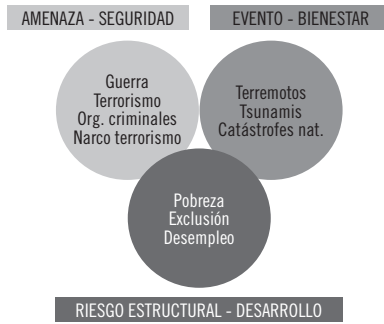 AMENAZA - SEGURIDAD
EVENTO - BIENESTAR
Guerra
Terrorismo
Org. criminales
Narco terrorismo
Terremotos
Tsunamis
Catástrofes nat.
Pobreza
Exclusión
Desempleo
RIESGO ESTRUCTURAL - DESARROLLO